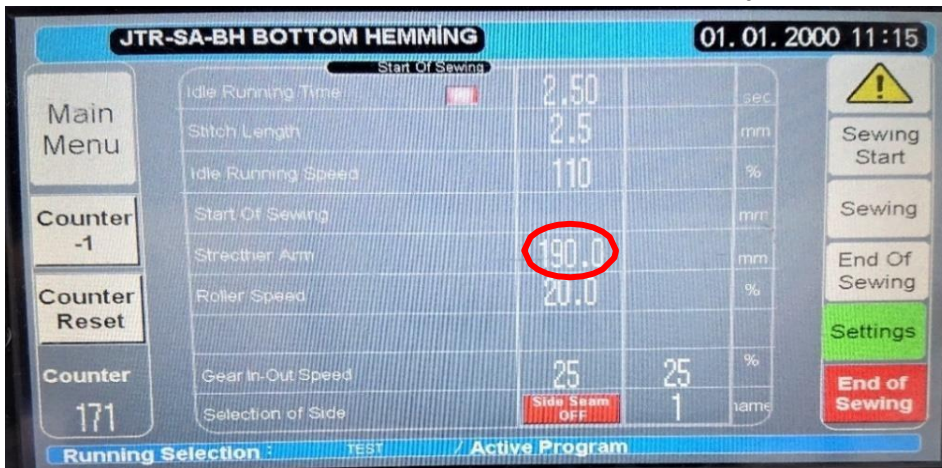 JTR-SA-BH BOTTOM HEMMİNG
01. 01. 2000 11:15
Start Of Sewing
Main
Menu
Counter
-1
Counter
Reset
Counter
171
Idle Running Time 2.50 sec
Stitch Length 2.5 mm
Idle Running Speed 110 %
Start Of Sewing mm
Strecther Arm 190.0 mm
Roller Speed 20.0 %
Gear In-Out Speed 25 25 %
Selection of Side Side Seam OFF 1 name
Sewing
Start
Sewing
End Of
Sewing
Settings
End of
Sewing
Running Selection : TEST / Active Program